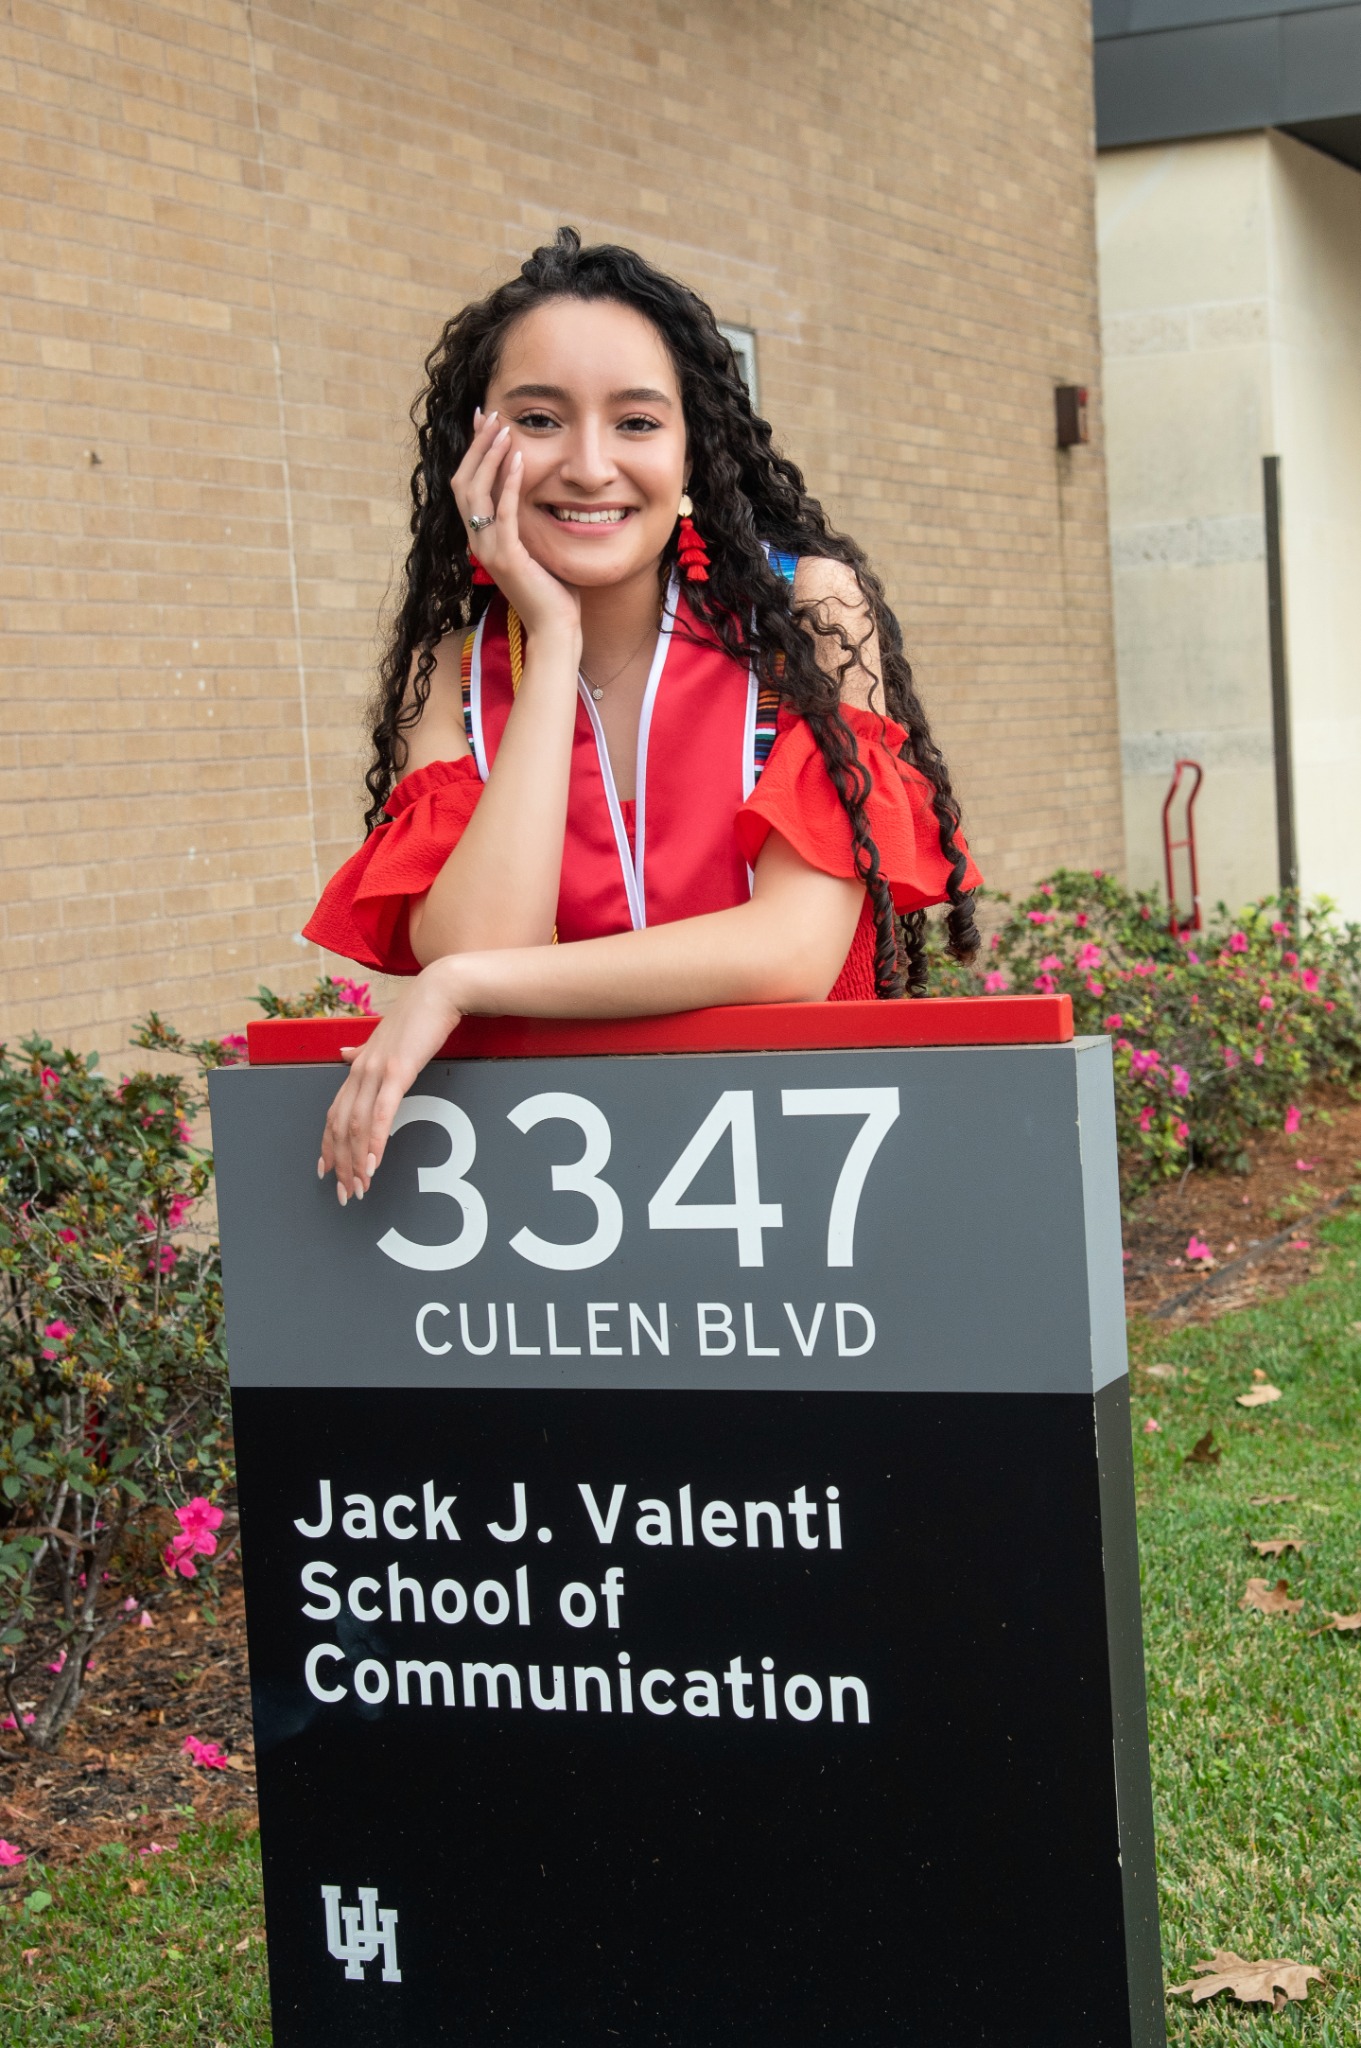 3347
CULLEN BLVD
Jack J. Valenti
School of
Communication
UH